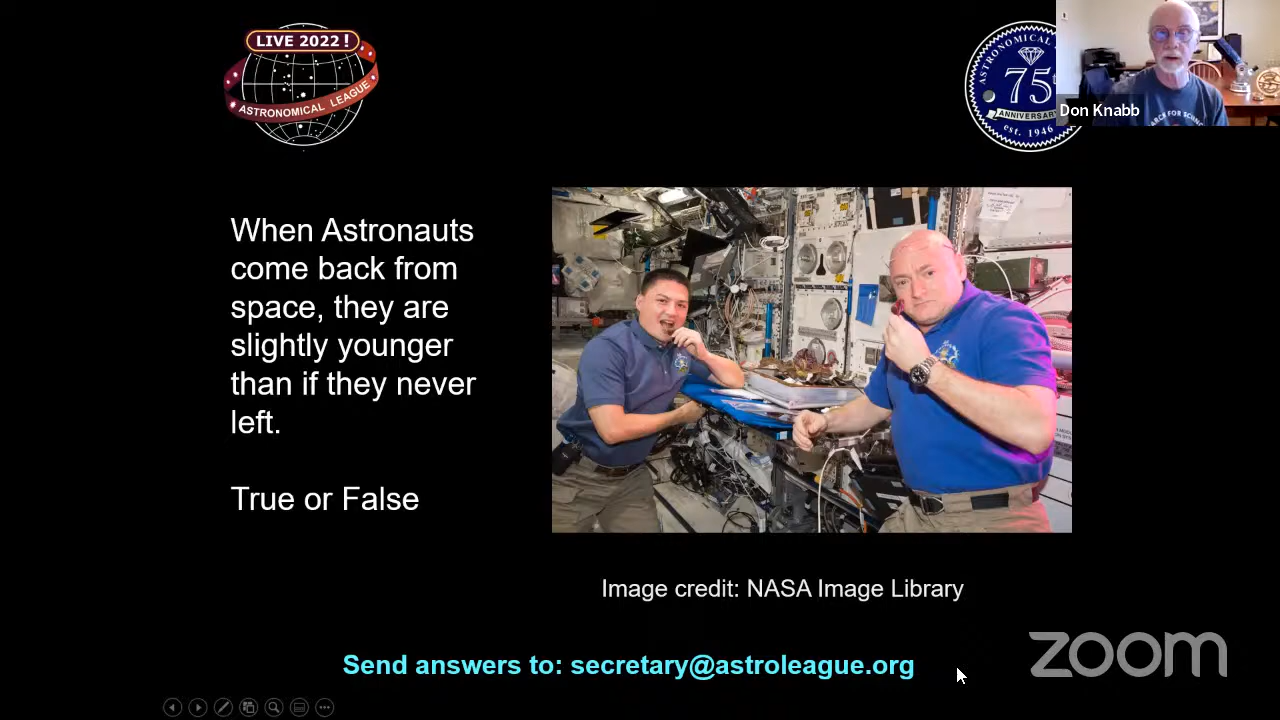 LIVE 2022 !
ASTRONOMICAL LEAGUE
ASTRONOMICAL
75
ANNIVERSARY
est. 1946
Don Knabb
When Astronauts
come back from
space, they are
slightly younger
than if they never
left.
True or False
Image credit: NASA Image Library
Send answers to: secretary@astroleague.org
zoom